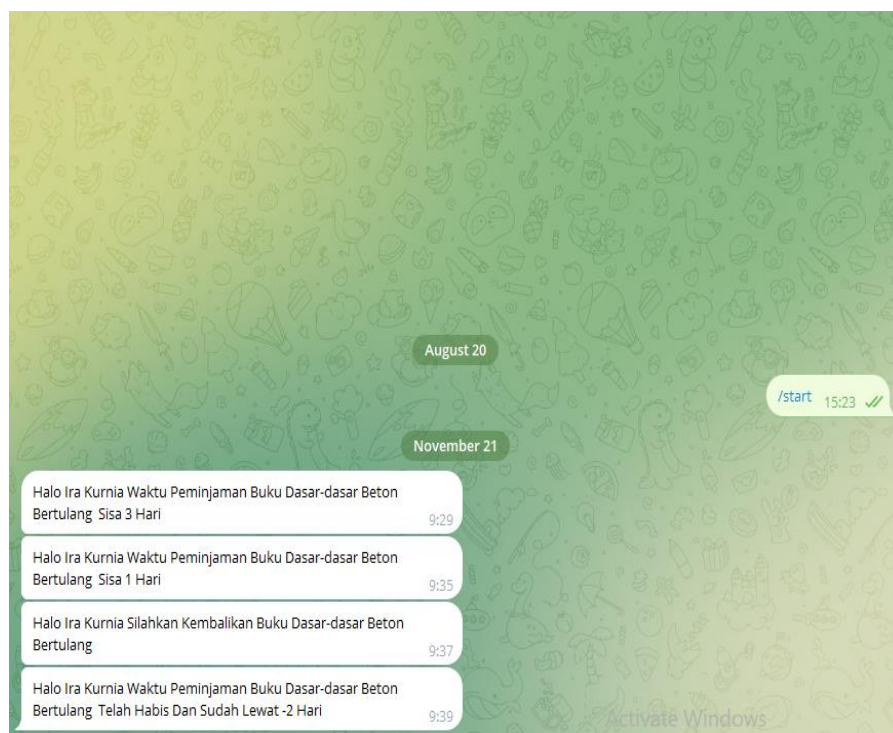 August 20
/start 15:23
November 21
Halo Ira Kurnia Waktu Peminjaman Buku Dasar-dasar Beton
Bertulang Sisa 3 Hari 9:29
Halo Ira Kurnia Waktu Peminjaman Buku Dasar-dasar Beton
Bertulang Sisa 1 Hari 9:35
Halo Ira Kurnia Silahkan Kembalikan Buku Dasar-dasar Beton
Bertulang 9:37
Halo Ira Kurnia Waktu Peminjaman Buku Dasar-dasar Beton
Bertulang Telah Habis Dan Sudah Lewat -2 Hari 9:39
Activate Windows